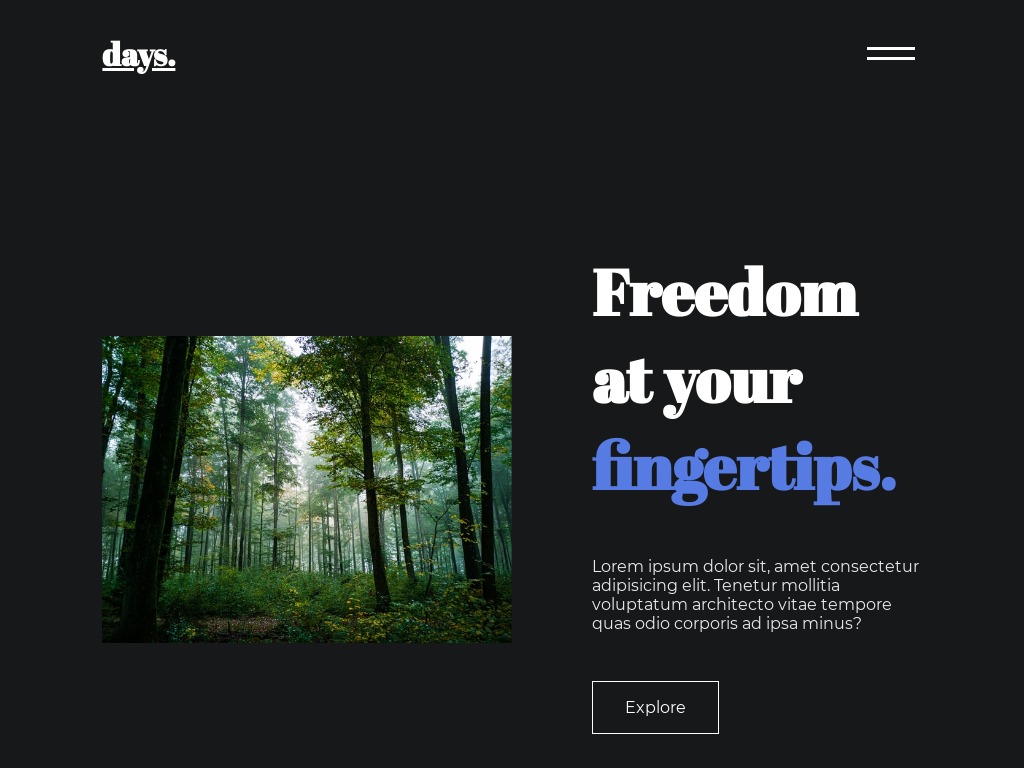 days.
Freedom
at your
fingertips.
Lorem ipsum dolor sit, amet consectetur
adipisicing elit. Tenetur mollitia
voluptatum architecto vitae tempore
quas odio corporis ad ipsa minus?
Explore